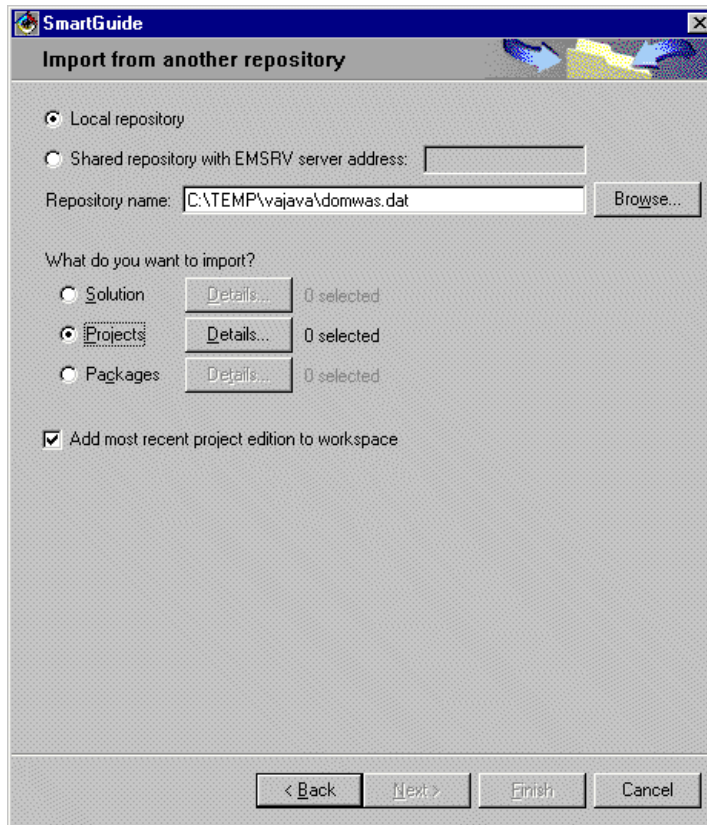 SmartGuide
Import from another repository
Local repository
Shared repository with EMSRV server address:
Repository name: C:\TEMP\vajava\domwas.dat Browse...
What do you want to import?
Solution Details... 0 selected
Projects Details... 0 selected
Packages Details... 0 selected
Add most recent project edition to workspace
< Back Next > Finish Cancel